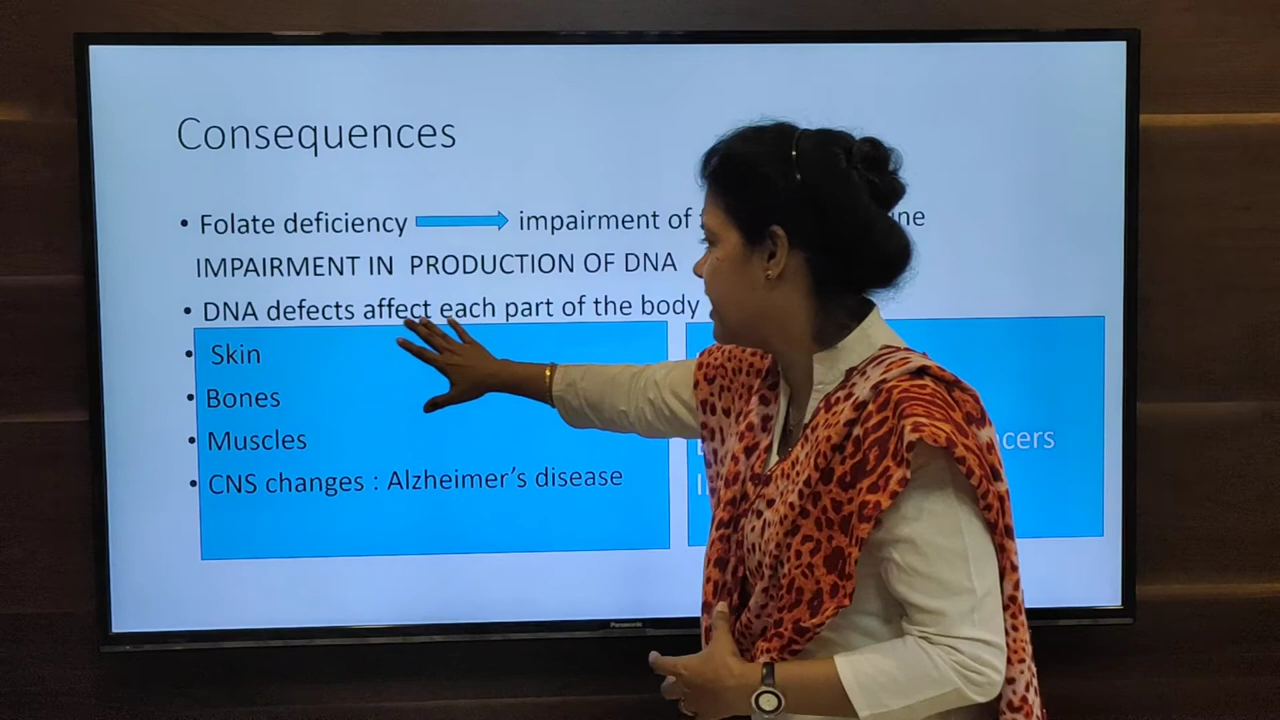 Consequences
• Folate deficiency impairment of
IMPAIRMENT IN PRODUCTION OF DNA
• DNA defects affect each part of the body
• Skin
• Bones
• Muscles
• CNS changes : Alzheimer's disease
Panasonic